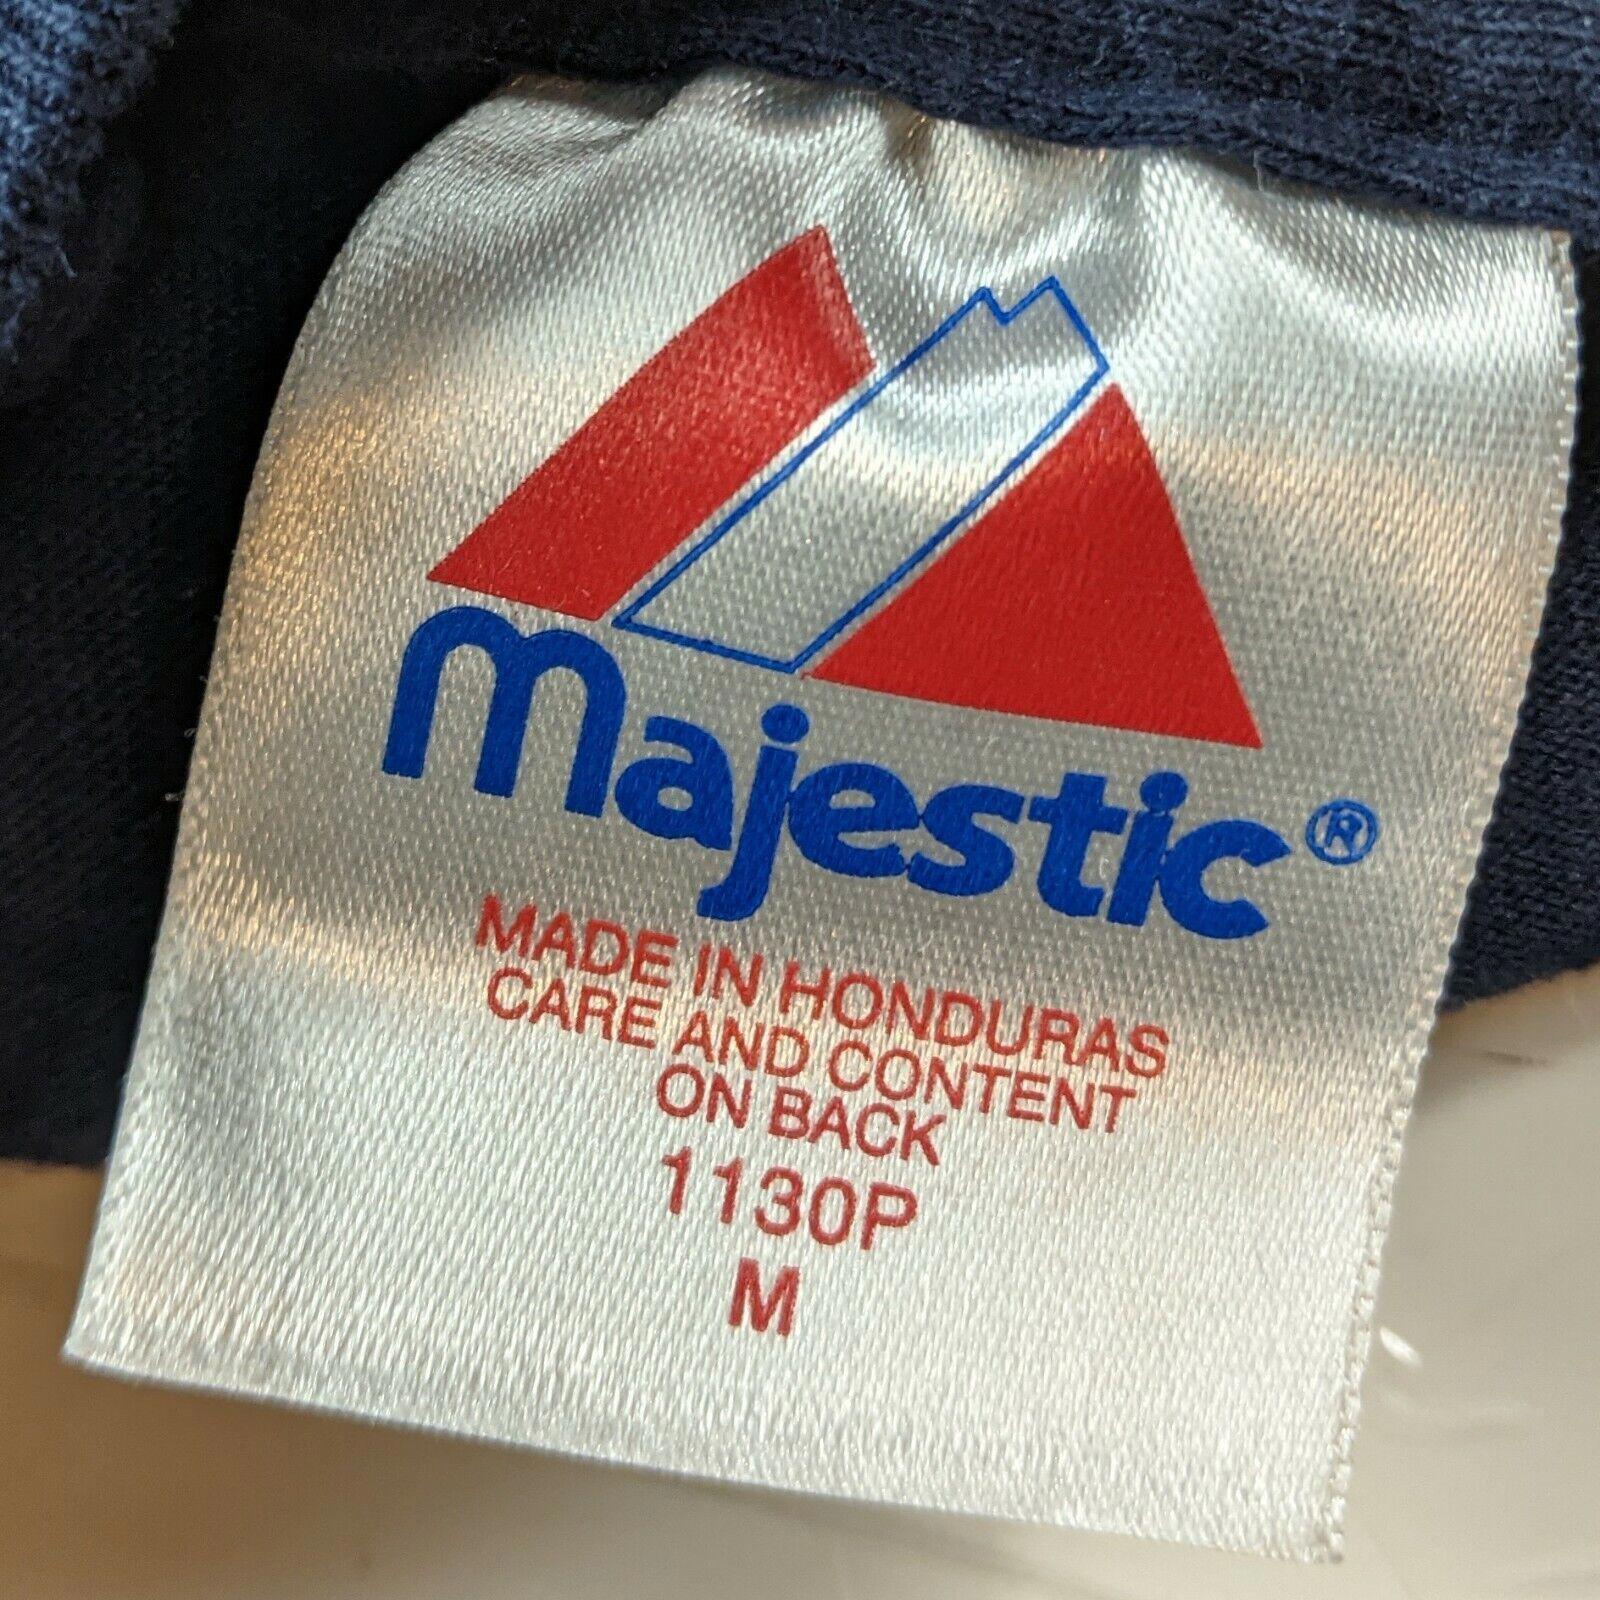 majestic®
MADE IN HONDURAS
CARE AND CONTENT
ON BACK
1130P
M